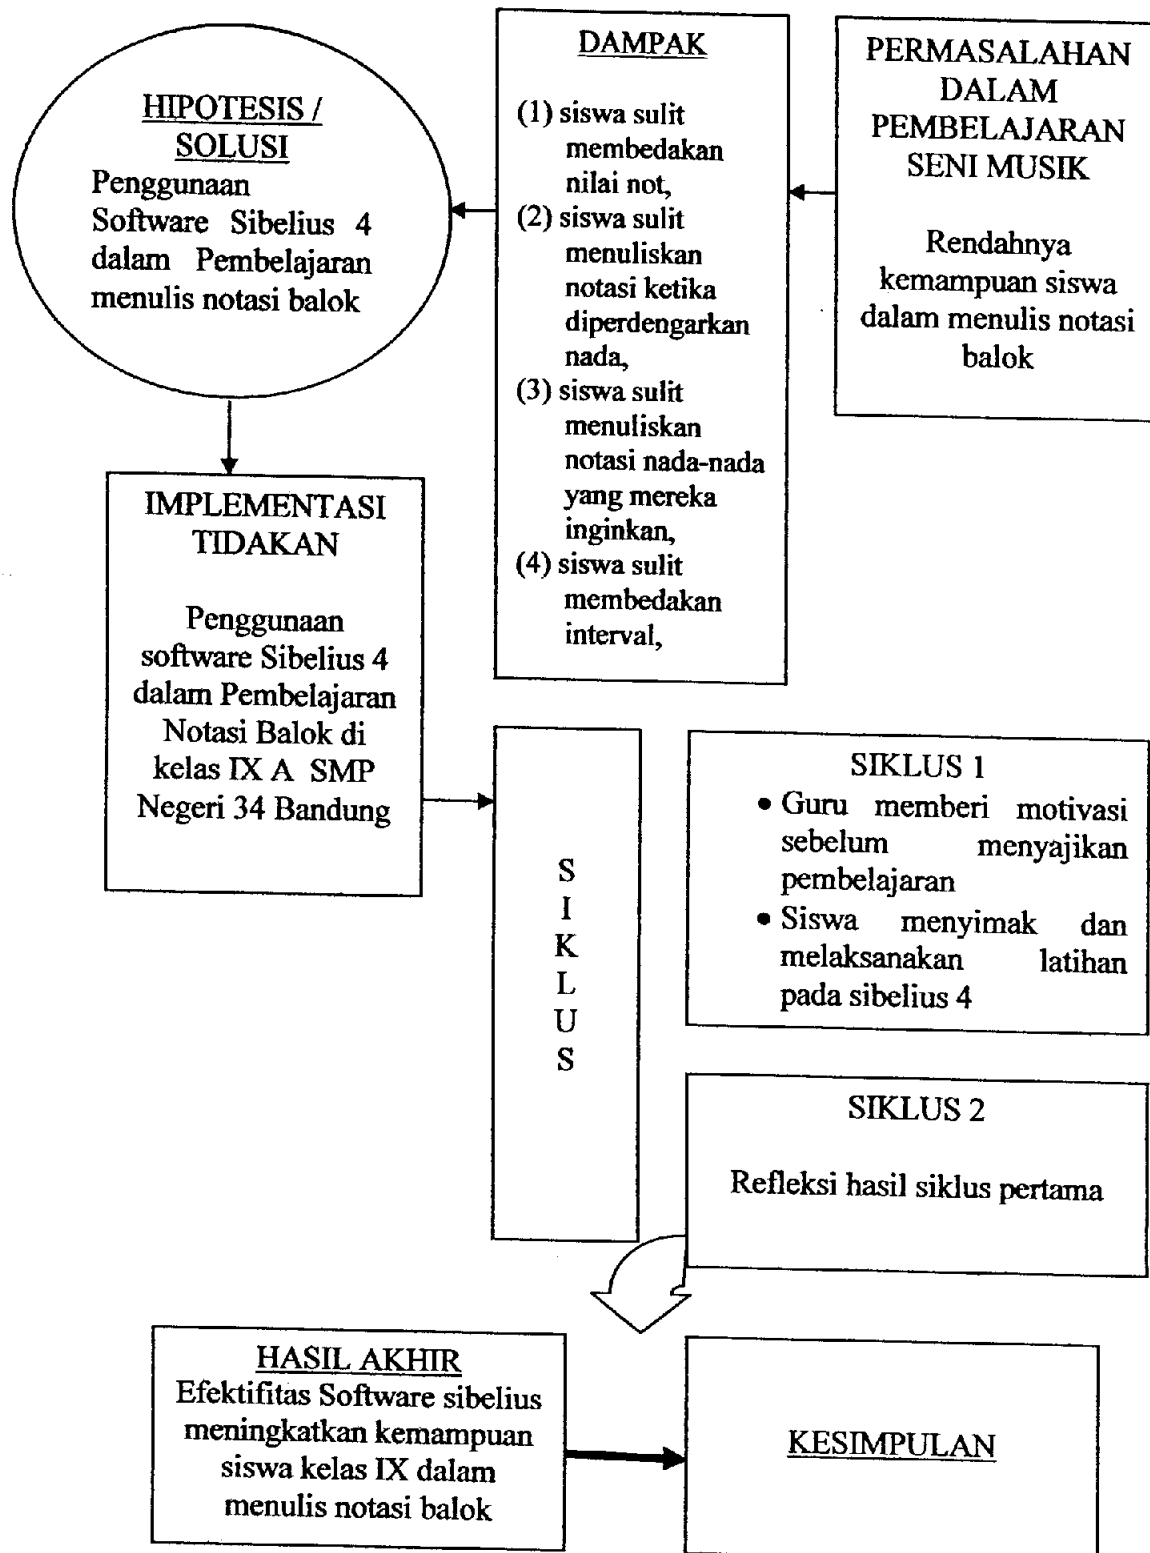 PERMASALAHAN
DALAM
PEMBELAJARAN
SENI MUSIK
Rendahnya
kemampuan siswa
dalam menulis notasi
balok
DAMPAK
(1) siswa sulit
membedakan
nilai not,
(2) siswa sulit
menuliskan
notasi ketika
diperdengarkan
nada,
(3) siswa sulit
menuliskan
notasi nada-nada
yang mereka
inginkan,
(4) siswa sulit
membedakan
interval,
HIPOTESIS /
SOLUSI
Penggunaan
Software Sibelius 4
dalam Pembelajaran
menulis notasi balok
IMPLEMENTASI
TIDAKAN
Penggunaan
software Sibelius 4
dalam Pembelajaran
Notasi Balok di
kelas IX A SMP
Negeri 34 Bandung
S
I
K
L
U
S
SIKLUS 1
• Guru memberi motivasi
sebelum menyajikan
pembelajaran
• Siswa menyimak dan
melaksanakan latihan
pada sibelius 4
SIKLUS 2
Refleksi hasil siklus pertama
HASIL AKHIR
Efektifitas Software sibelius
meningkatkan kemampuan
siswa kelas IX dalam
menulis notasi balok
KESIMPULAN